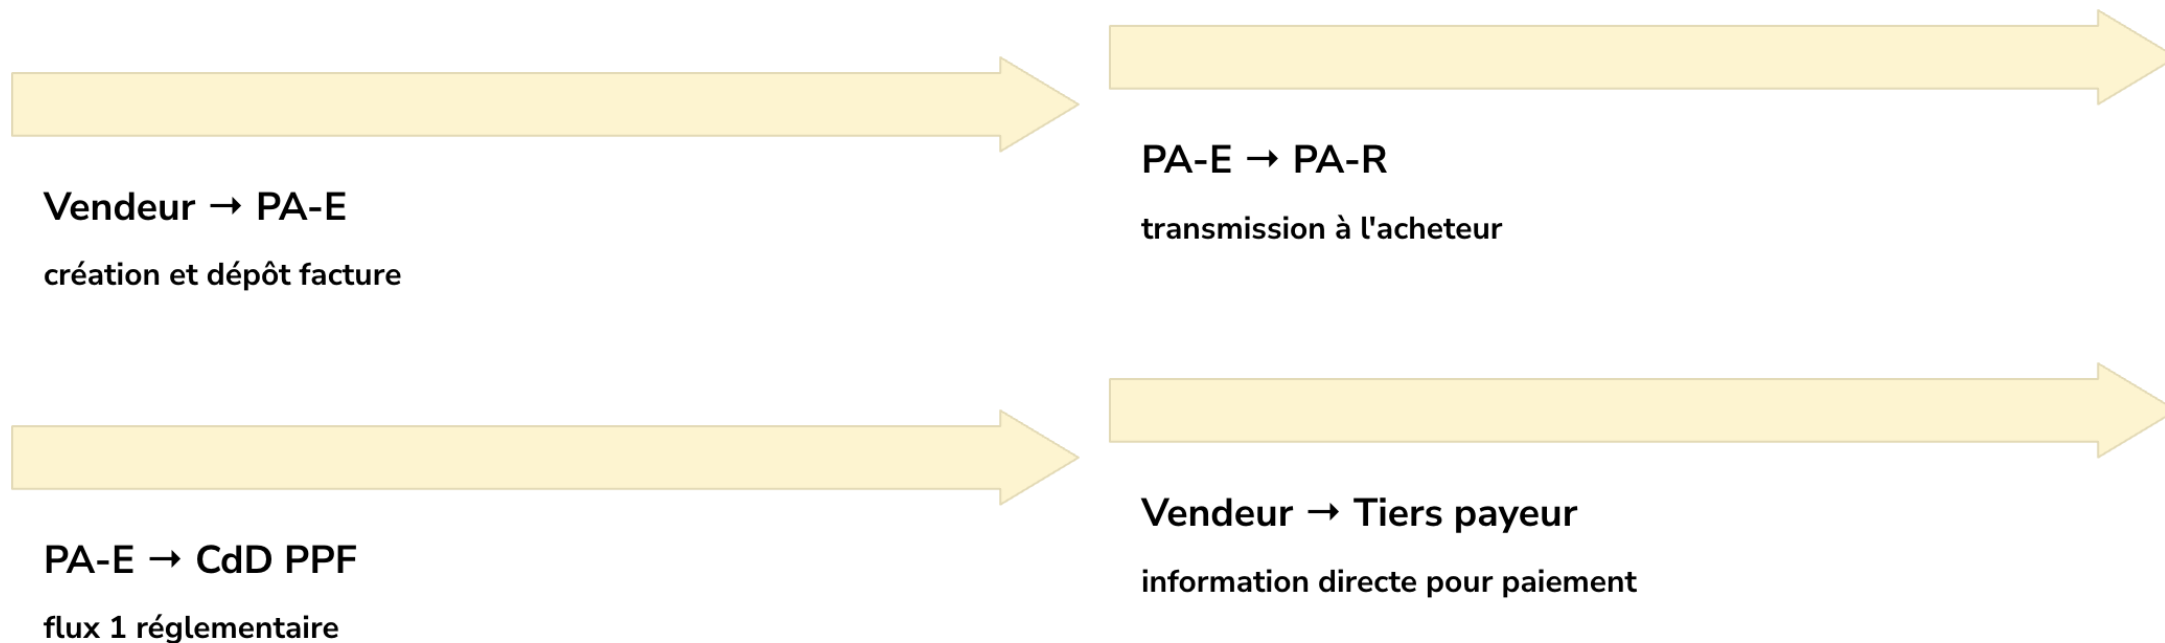 Vendeur → PA-E
création et dépôt facture
PA-E → PA-R
transmission à l'acheteur
PA-E → CdD PPF
flux 1 réglementaire
Vendeur → Tiers payeur
information directe pour paiement